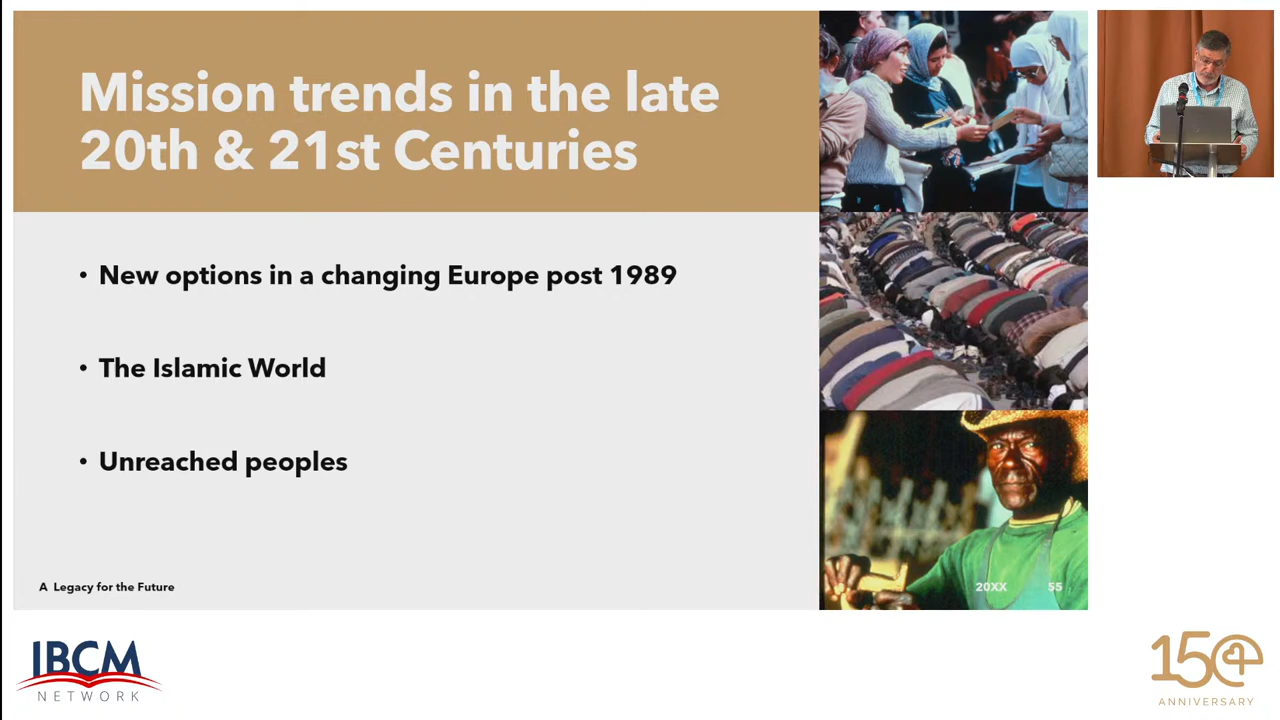 Mission trends in the late
20th & 21st Centuries
• New options in a changing Europe post 1989
• The Islamic World
• Unreached peoples
A Legacy for the Future
20XX 55
IBCM
NETWORK
150
ANNIVERSARY